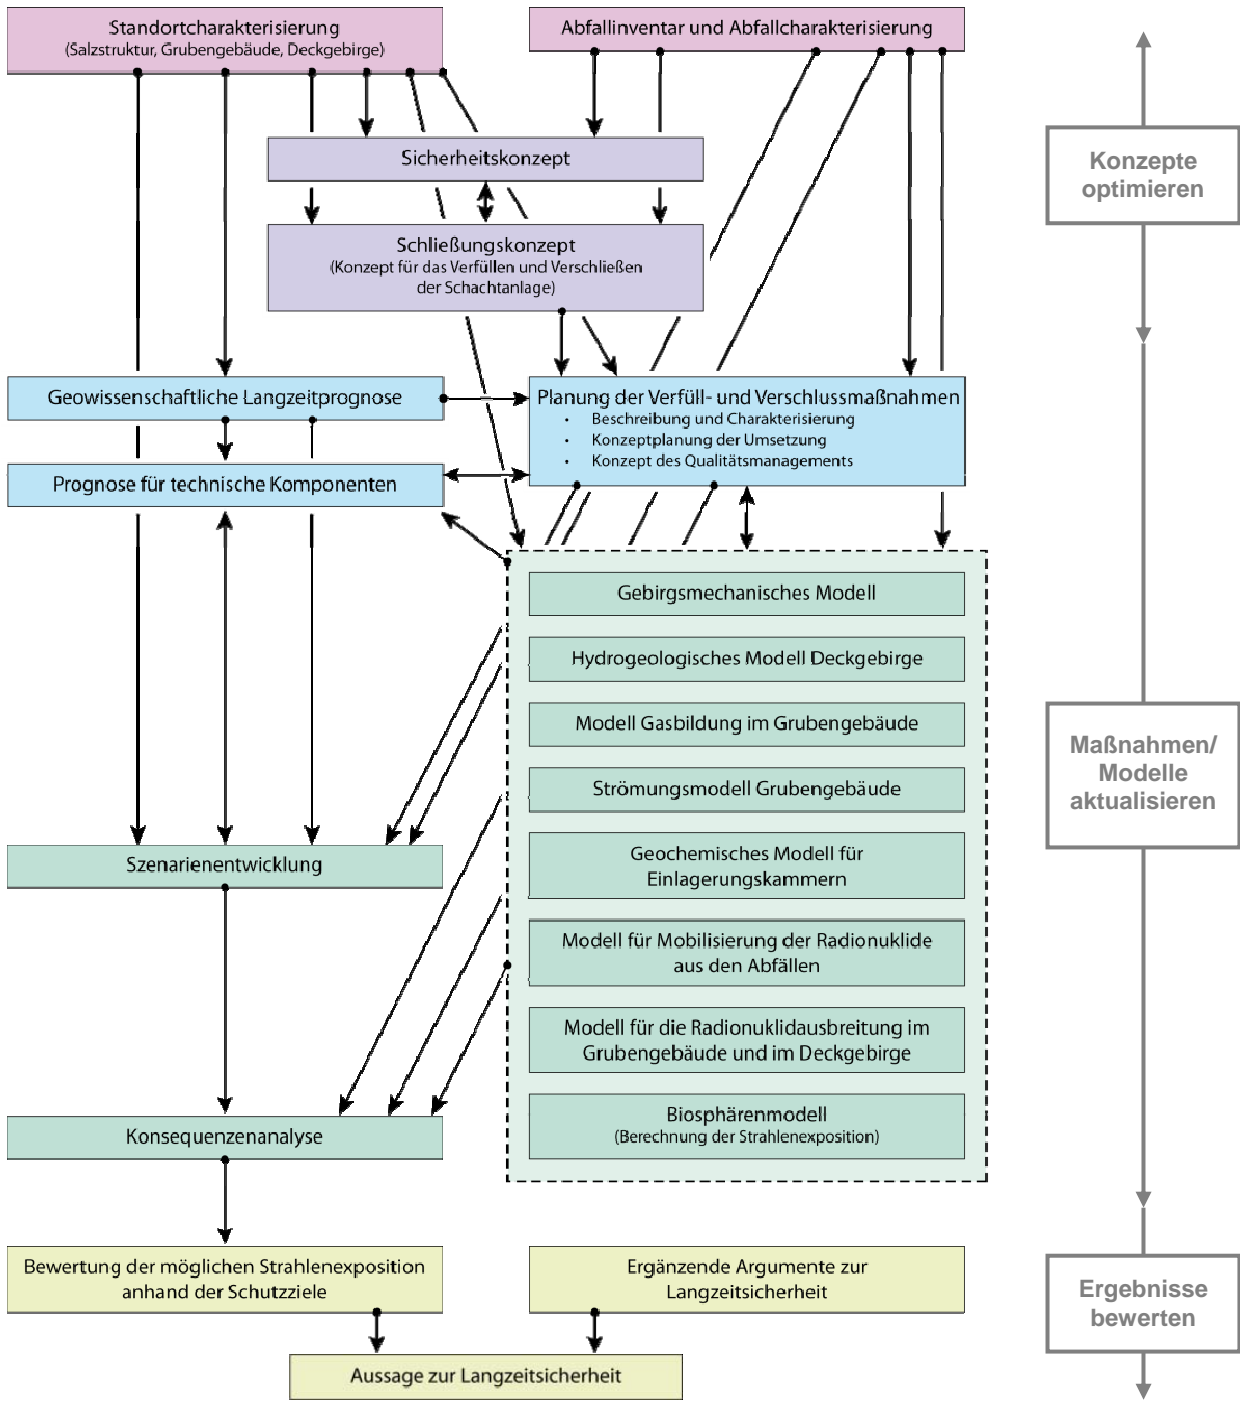 Standortcharakterisierung
(Salzstruktur, Grubengebäude, Deckgebirge)
Abfallinventar und Abfallcharakterisierung
Sicherheitskonzept
Konzepte
optimieren
Schließungskonzept
(Konzept für das Verfüllen und Verschließen
der Schachtanlage)
Geowissenschaftliche Langzeitprognose
Planung der Verfüll- und Verschlussmaßnahmen
• Beschreibung und Charakterisierung
• Konzeptplanung der Umsetzung
• Konzept des Qualitätsmanagements
Prognose für technische Komponenten
Gebirgsmechanisches Modell
Hydrogeologisches Modell Deckgebirge
Modell Gasbildung im Grubengebäude
Strömungsmodell Grubengebäude
Maßnahmen/
Modelle
aktualisieren
Szenarienentwicklung
Geochemisches Modell für
Einlagerungskammern
Modell für Mobilisierung der Radionuklide
aus den Abfällen
Modell für die Radionuklidausbreitung im
Grubengebäude und im Deckgebirge
Biosphärenmodell
(Berechnung der Strahlenexposition)
Konsequenzenanalyse
Bewertung der möglichen Strahlenexposition
anhand der Schutzziele
Ergänzende Argumente zur
Langzeitsicherheit
Ergebnisse
bewerten
Aussage zur Langzeitsicherheit